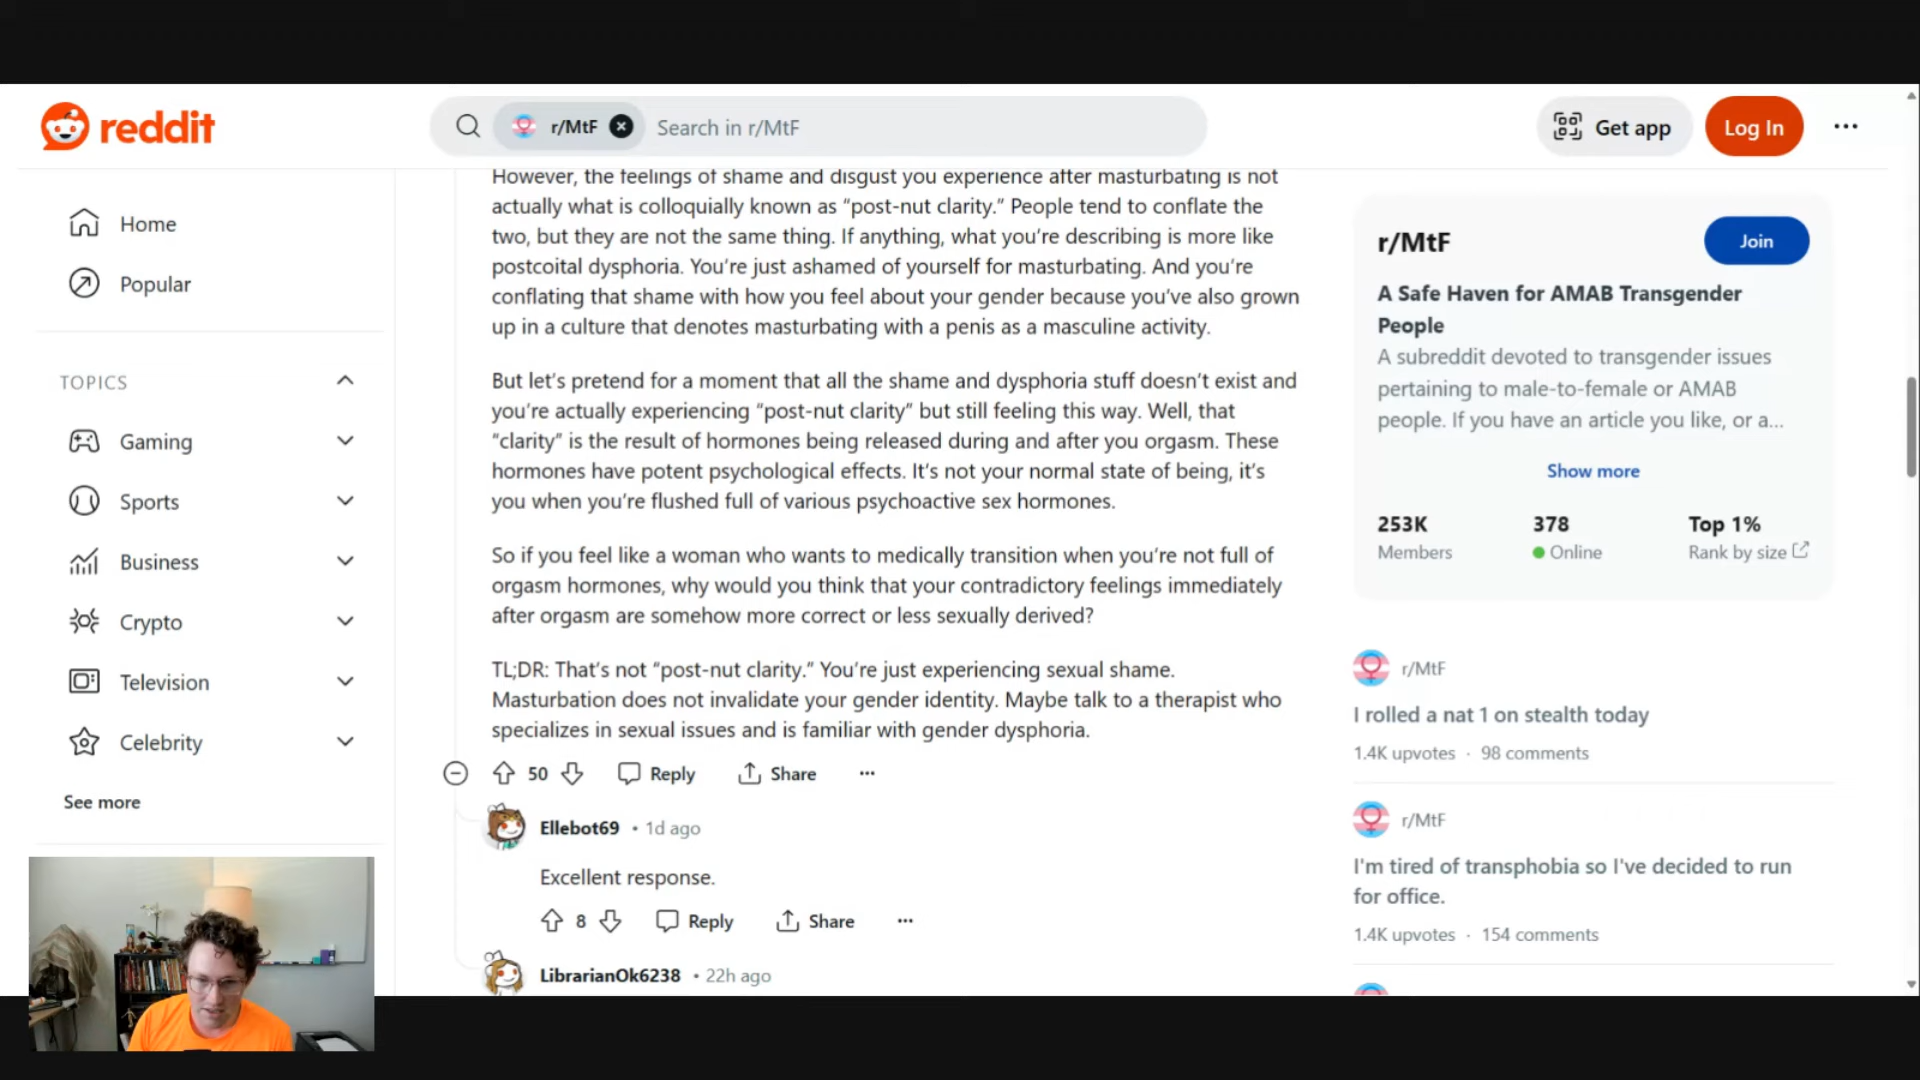 reddit
r/MtF
Search in r/MtF
Get app
Log In
Home
Popular
TOPICS
Gaming
Sports
Business
Crypto
Television
Celebrity
See more
However, the feelings of shame and disgust you experience after masturbating is not
actually what is colloquially known as “post-nut clarity.” People tend to conflate the
two, but they are not the same thing. If anything, what you’re describing is more like
postcoital dysphoria. You’re just ashamed of yourself for masturbating. And you’re
conflating that shame with how you feel about your gender because you’ve also grown
up in a culture that denotes masturbating with a penis as a masculine activity.
But let’s pretend for a moment that all the shame and dysphoria stuff doesn’t exist and
you’re actually experiencing “post-nut clarity” but still feeling this way. Well, that
“clarity” is the result of hormones being released during and after you orgasm. These
hormones have potent psychological effects. It’s not your normal state of being, it’s
you when you’re flushed full of various psychoactive sex hormones.
So if you feel like a woman who wants to medically transition when you’re not full of
orgasm hormones, why would you think that your contradictory feelings immediately
after orgasm are somehow more correct or less sexually derived?
TL;DR: That’s not “post-nut clarity.” You’re just experiencing sexual shame.
Masturbation does not invalidate your gender identity. Maybe talk to a therapist who
specializes in sexual issues and is familiar with gender dysphoria.
50 Reply Share
Ellebot69 • 1d ago
Excellent response.
8 Reply Share
LibrarianOk6238 • 22h ago
r/MtF
Join
A Safe Haven for AMAB Transgender
People
A subreddit devoted to transgender issues
pertaining to male-to-female or AMAB
people. If you have an article you like, or a...
Show more
253K 378 Top 1%
Members Online Rank by size
r/MtF
I rolled a nat 1 on stealth today
1.4K upvotes · 98 comments
r/MtF
I'm tired of transphobia so I've decided to run
for office.
1.4K upvotes · 154 comments